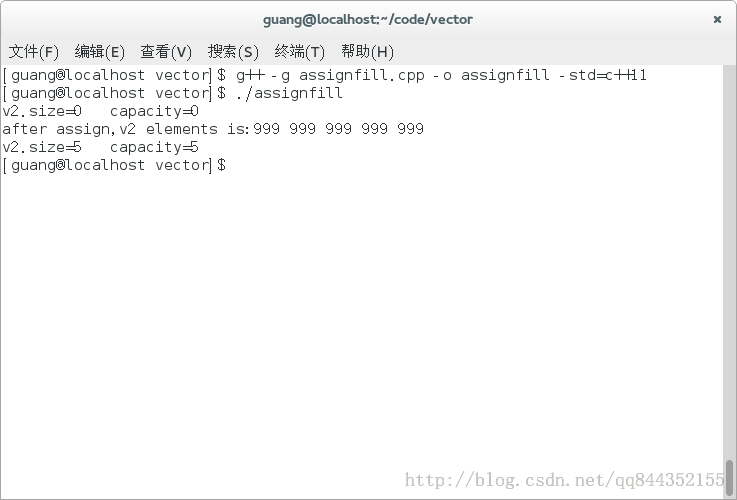 guang@localhost:~/code/vector ×
文件(F) 编辑(E) 查看(V) 搜索(S) 终端(T) 帮助(H)
[guang@localhost vector]$ g++ -g assignfill.cpp -o assignfill -std=c++11
[guang@localhost vector]$ ./assignfill
v2.size=0   capacity=0
after assign,v2 elements is:999 999 999 999 999
v2.size=5   capacity=5
[guang@localhost vector]$
http://blog.csdn.net/qq844352155